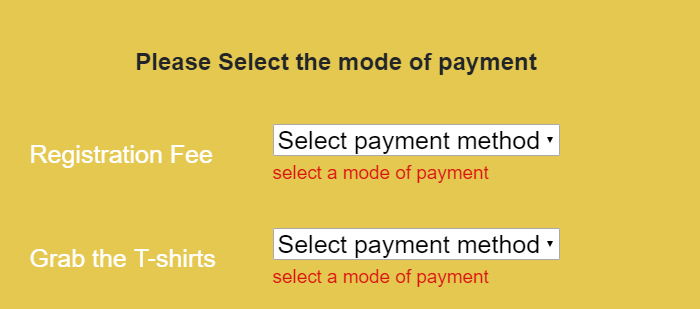 Please Select the mode of payment
Registration Fee
Select payment method
select a mode of payment
Grab the T-shirts
Select payment method
select a mode of payment